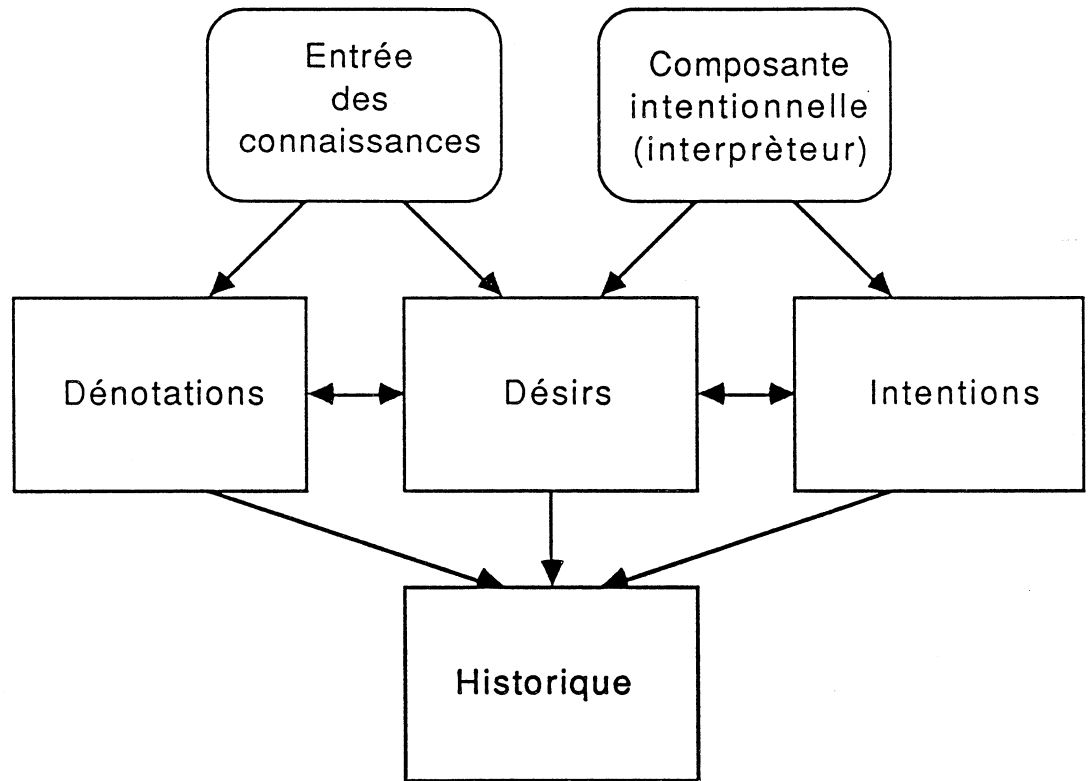 Entrée
des
connaissances
Composante
intentionnelle
(interprèteur)
Dénotations
Désirs
Intentions
Historique